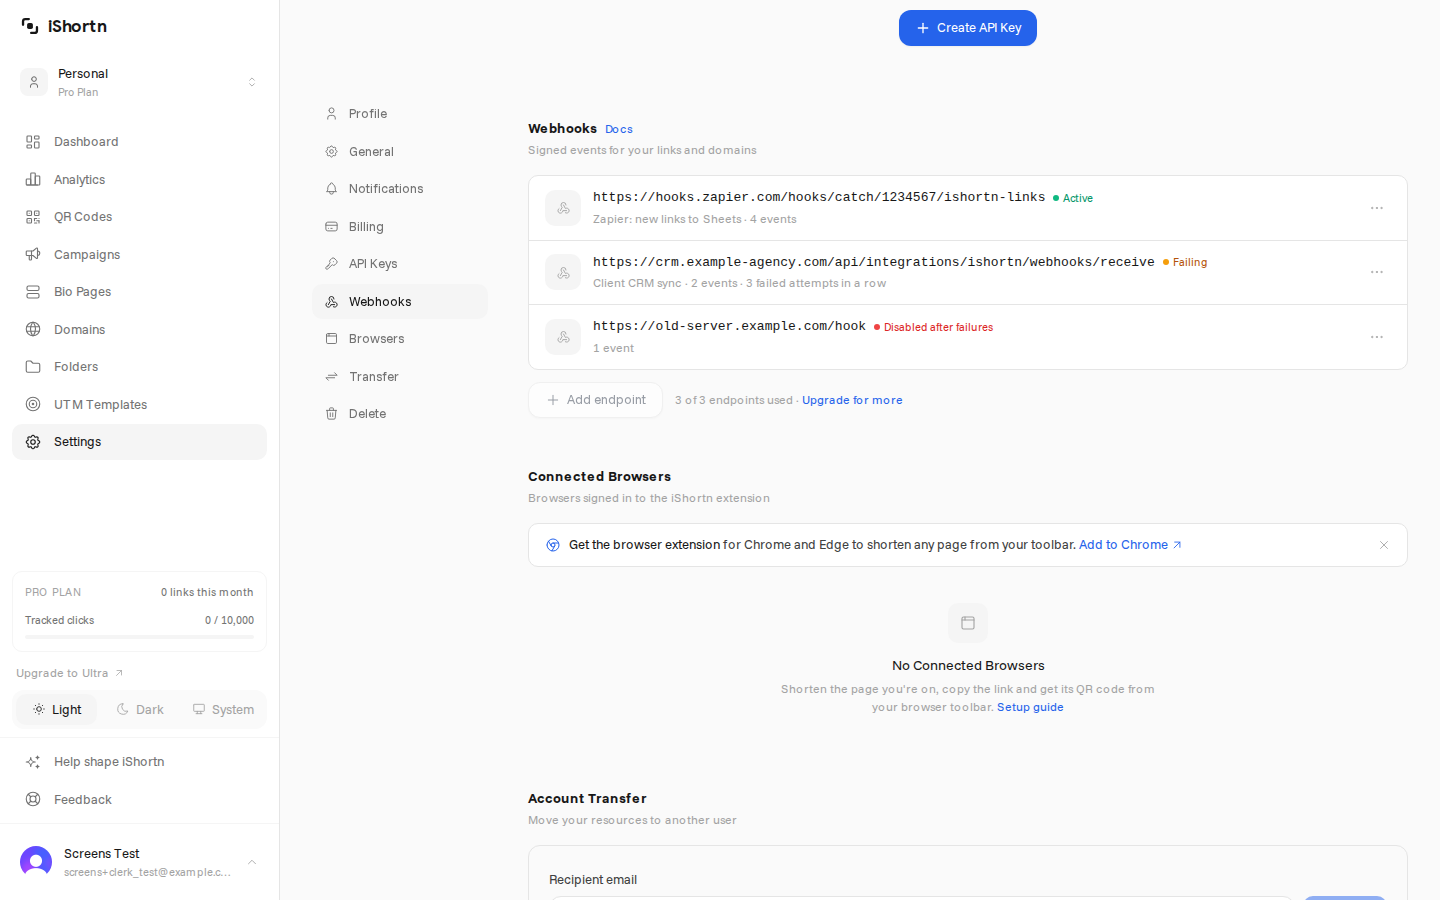 iShortn
Personal
Pro Plan
Dashboard
Analytics
QR Codes
Campaigns
Bio Pages
Domains
Folders
UTM Templates
Settings
PRO PLAN 0 links this month
Tracked clicks 0 / 10,000
Upgrade to Ultra
Light Dark System
Help shape iShortn
Feedback
Screens Test
screens+clerk_test@example.c...
Create API Key
Profile
General
Notifications
Billing
API Keys
Webhooks
Browsers
Transfer
Delete
Webhooks Docs
Signed events for your links and domains
https://hooks.zapier.com/hooks/catch/1234567/ishortn-links Active
Zapier: new links to Sheets · 4 events
https://crm.example-agency.com/api/integrations/ishortn/webhooks/receive Failing
Client CRM sync · 2 events · 3 failed attempts in a row
https://old-server.example.com/hook Disabled after failures
1 event
Add endpoint 3 of 3 endpoints used · Upgrade for more
Connected Browsers
Browsers signed in to the iShortn extension
Get the browser extension for Chrome and Edge to shorten any page from your toolbar. Add to Chrome
No Connected Browsers
Shorten the page you're on, copy the link and get its QR code from
your browser toolbar. Setup guide
Account Transfer
Move your resources to another user
Recipient email